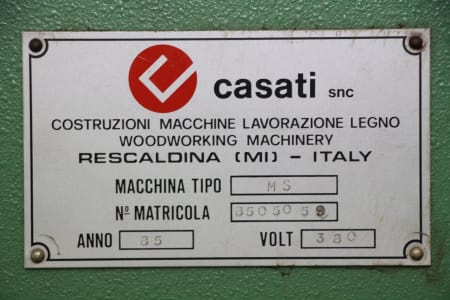 casati snc
COSTRUZIONI MACCHINE LAVORAZIONE LEGNO
WOODWORKING MACHINERY
RESCALDINA (MI) - ITALY
MACCHINA TIPO MS
Nº MATRICOLA 8505059
ANNO 85 VOLT 380